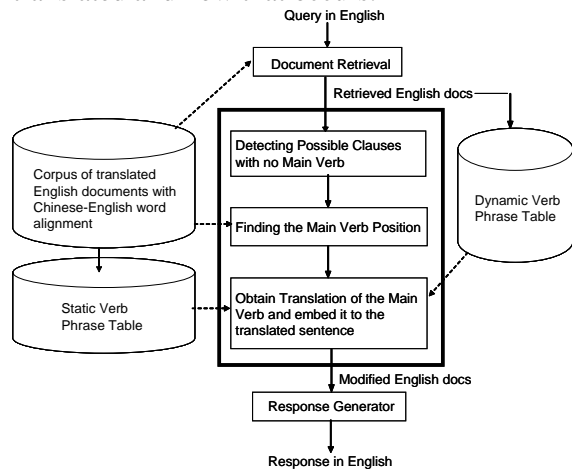 Query in English
Document Retrieval
Retrieved English docs
Detecting Possible Clauses
with no Main Verb
Corpus of translated
English documents with
Chinese-English word
alignment
Dynamic Verb
Phrase Table
Finding the Main Verb Position
Static Verb
Phrase Table
Obtain Translation of the Main
Verb and embed it to the
translated sentence
Modified English docs
Response Generator
Response in English